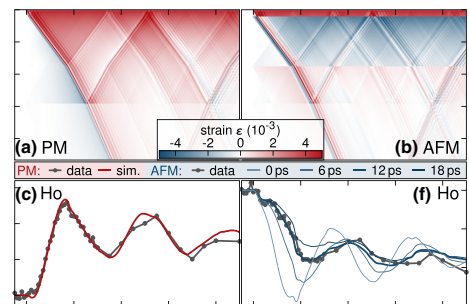 (a) PM
(b) AFM
strain ε (10⁻³)
-4 -2 0 2 4
PM: data sim. AFM: data 0 ps 6 ps 12 ps 18 ps
(c) Ho
(f) Ho